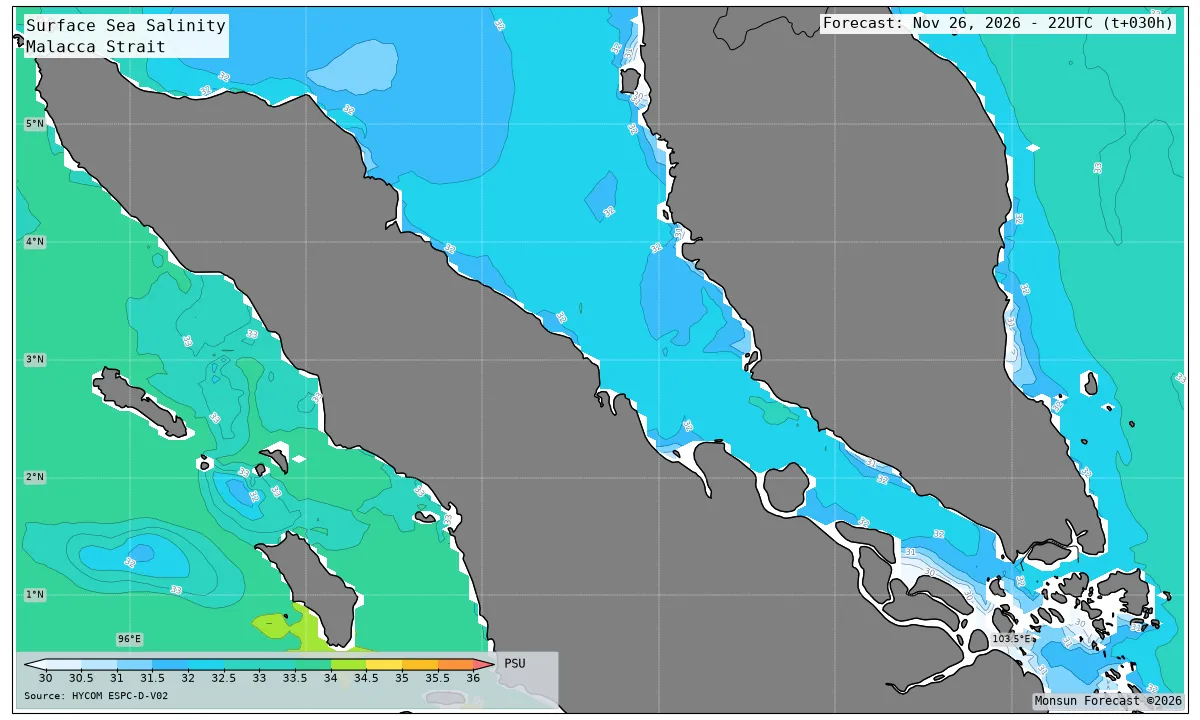 Surface Sea Salinity
Malacca Strait
Forecast: Nov 26, 2026 - 22UTC (t+030h)
5°N
4°N
3°N
2°N
1°N
96°E
103.5°E
PSU
30 30.5 31 31.5 32 32.5 33 33.5 34 34.5 35 35.5 36
Source: HYCOM ESPC-D-V02
Monsun Forecast ©2026